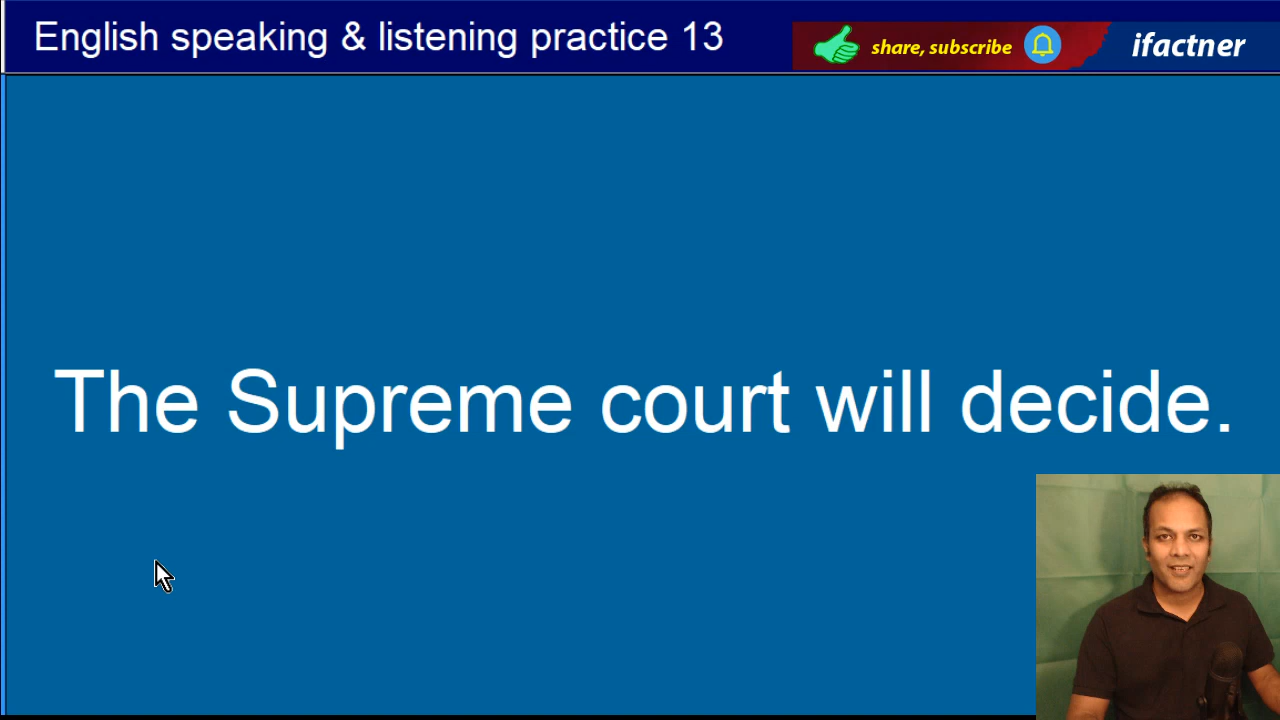 English speaking & listening practice 13
share, subscribe
ifactner
The Supreme court will decide.